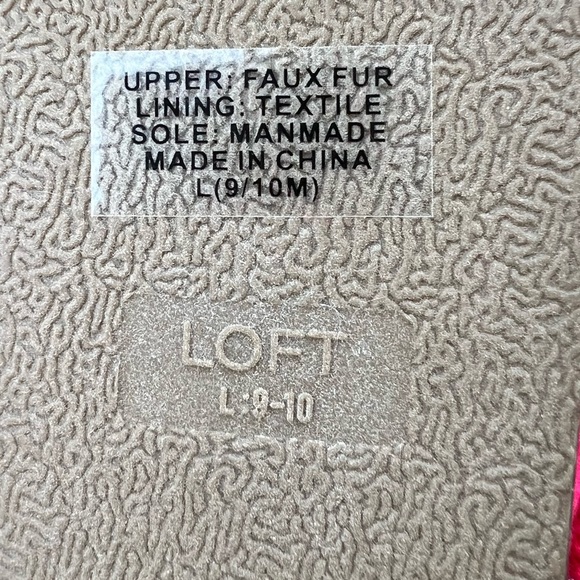 UPPER: FAUX FUR
LINING: TEXTILE
SOLE: MANMADE
MADE IN CHINA
L(9/10M)
LOFT
L:9-10